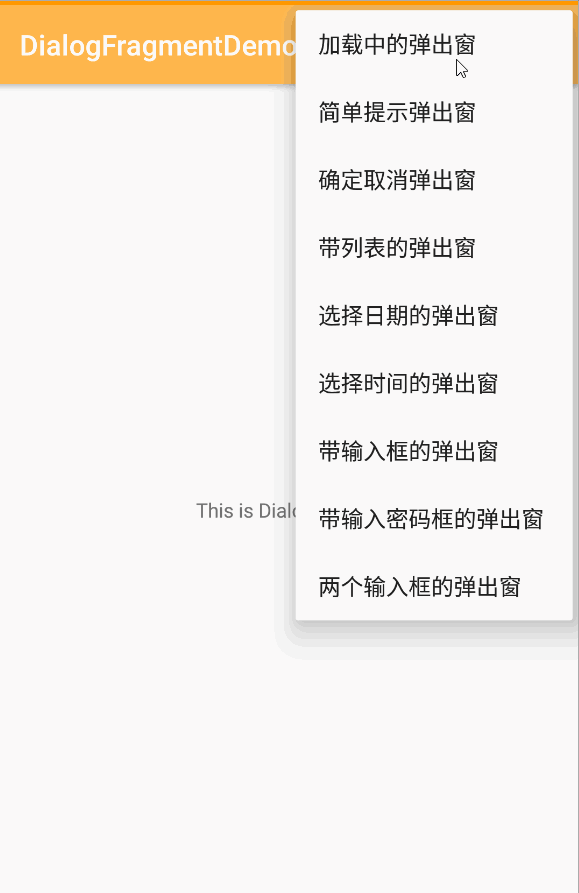 DialogFragmentDemo
加载中的弹出窗
简单提示弹出窗
确定取消弹出窗
带列表的弹出窗
选择日期的弹出窗
选择时间的弹出窗
带输入框的弹出窗
This is Dialo
带输入密码框的弹出窗
两个输入框的弹出窗